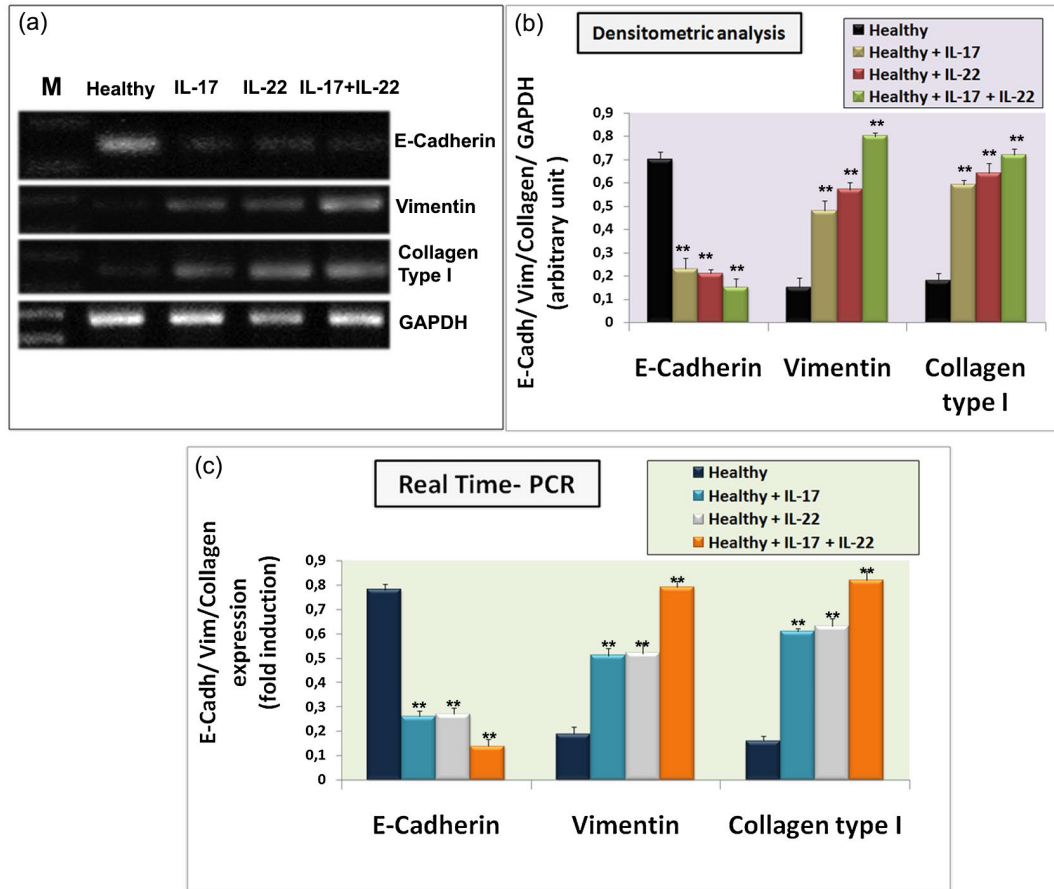 (a)
M Healthy IL-17 IL-22 IL-17+IL-22
E-Cadherin
Vimentin
Collagen
Type I
GAPDH
(b)
Densitometric analysis
Healthy
Healthy + IL-17
Healthy + IL-22
Healthy + IL-17 + IL-22
E-Cadh/ Vim/Collagen/ GAPDH
(arbitrary unit)
0,9
0,8
0,7
0,6
0,5
0,4
0,3
0,2
0,1
0
** ** **
** ** **
** ** **
E-Cadherin Vimentin Collagen
type I
(c)
Real Time- PCR
Healthy
Healthy + IL-17
Healthy + IL-22
Healthy + IL-17 + IL-22
E-Cadh/ Vim/Collagen
expression
(fold induction)
0,9
0,8
0,7
0,6
0,5
0,4
0,3
0,2
0,1
0
** ** **
** ** **
** ** **
E-Cadherin Vimentin Collagen type I